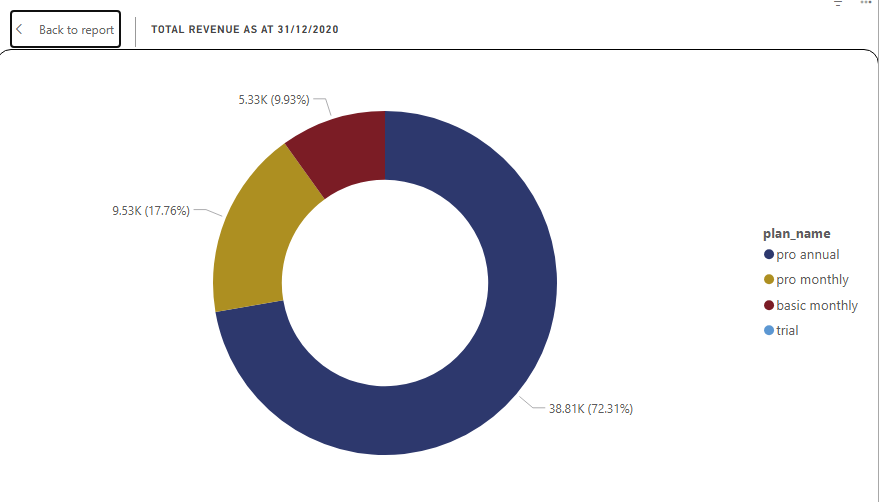 Back to report
TOTAL REVENUE AS AT 31/12/2020
5.33K (9.93%)
9.53K (17.76%)
38.81K (72.31%)
plan_name
pro annual
pro monthly
basic monthly
trial